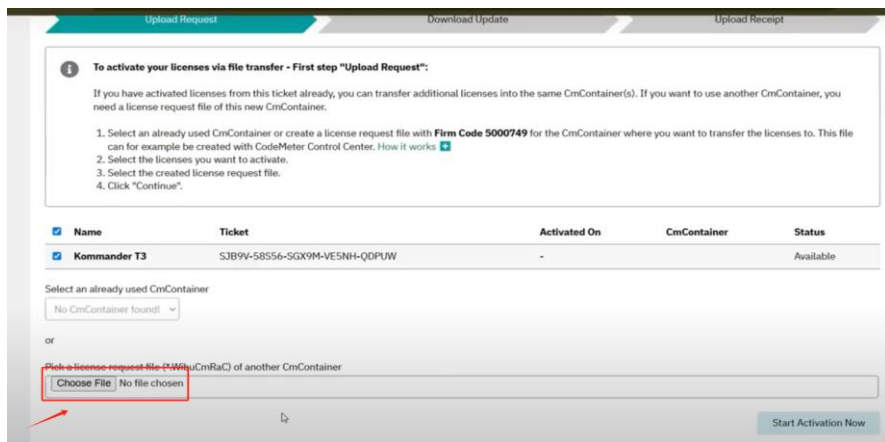 Upload Request
Download Update
Upload Receipt
To activate your licenses via file transfer - First step "Upload Request":
If you have activated licenses from this ticket already, you can transfer additional licenses into the same CmContainer(s). If you want to use another CmContainer, you
need a license request file of this new CmContainer.
1. Select an already used CmContainer or create a license request file with Firm Code 5000749 for the CmContainer where you want to transfer the licenses to. This file
can for example be created with CodeMeter Control Center. How it works
2. Select the licenses you want to activate.
3. Select the created license request file.
4. Click "Continue".
Name Ticket Activated On CmContainer Status
Kommander T3 SJB9V-58S56-SGX9M-VE5NH-QDPUW - Available
Select an already used CmContainer
No CmContainer found!
or
Pick a license request file (*.WibuCmRaC) of another CmContainer
Choose File No file chosen
Start Activation Now